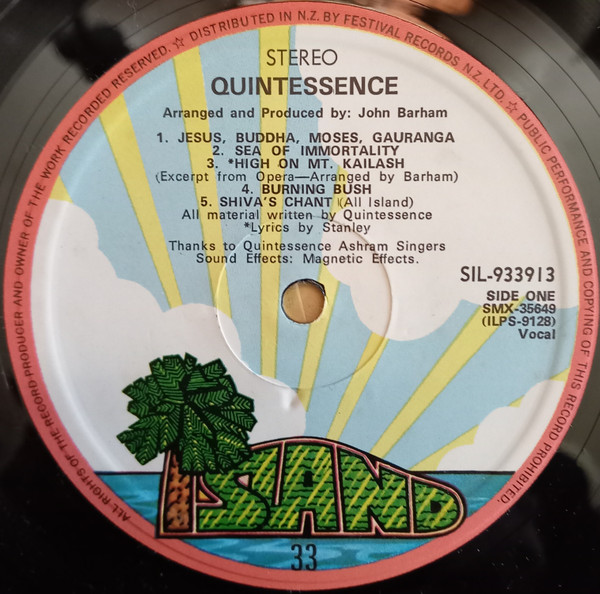 ALL RIGHTS OF THE RECORD PRODUCER AND OWNER OF THE WORK RECORDED RESERVED. ☆ DISTRIBUTED IN N.Z. BY FESTIVAL RECORDS N.Z. LTD. ☆ PUBLIC PERFORMANCE AND COPYING OF THIS RECORD PROHIBITED.
STEREO
QUINTESSENCE
Arranged and Produced by: John Barham
1. JESUS, BUDDHA, MOSES, GAURANGA
2. SEA OF IMMORTALITY
3. *HIGH ON MT. KAILASH
(Excerpt from Opera—Arranged by Barham)
4. BURNING BUSH
5. SHIVA'S CHANT (All Island)
All material written by Quintessence
*Lyrics by Stanley
Thanks to Quintessence Ashram Singers
Sound Effects: Magnetic Effects.
SIL-933913
SIDE ONE
SMX-35649
(ILPS-9128)
Vocal
ISLAND
33